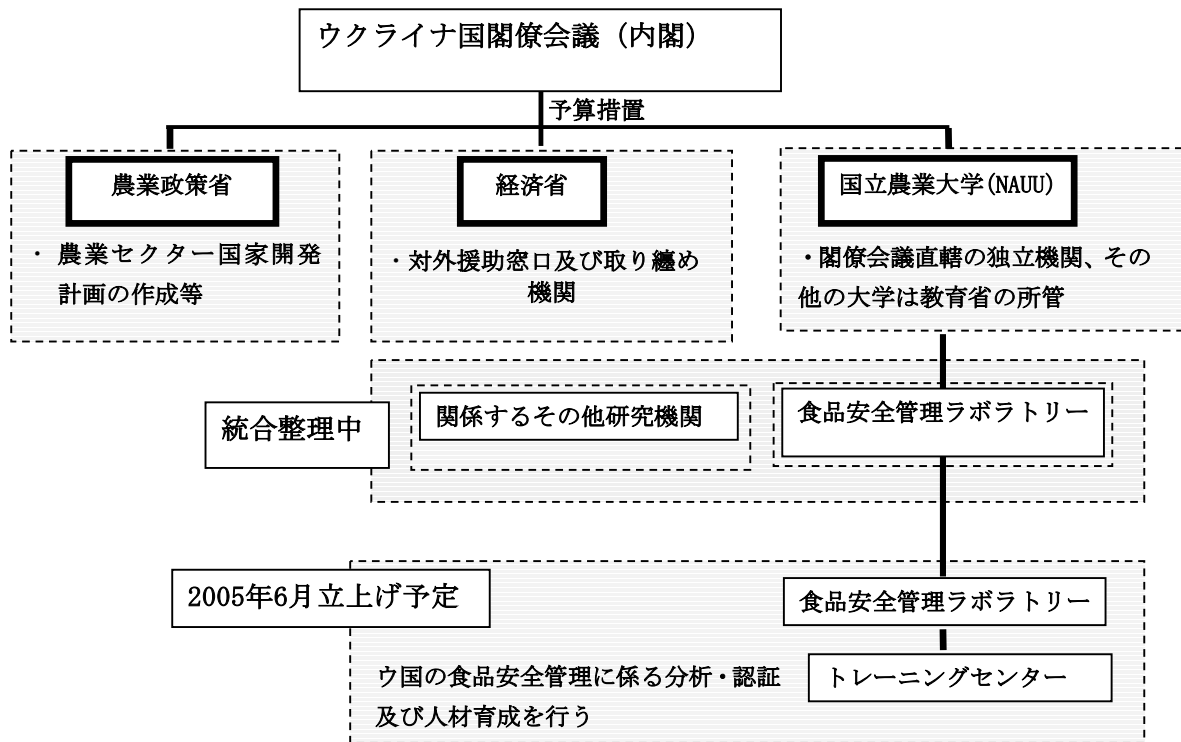 ウクライナ国閣僚会議（内閣）
予算措置
農業政策省
・ 農業セクター国家開発
計画の作成等
経済省
・対外援助窓口及び取り纏め
機関
国立農業大学(NAUU)
・閣僚会議直轄の独立機関、その
他の大学は教育省の所管
統合整理中
関係するその他研究機関
食品安全管理ラボラトリー
2005年6月立上げ予定
食品安全管理ラボラトリー
トレーニングセンター
ウ国の食品安全管理に係る分析・認証
及び人材育成を行う